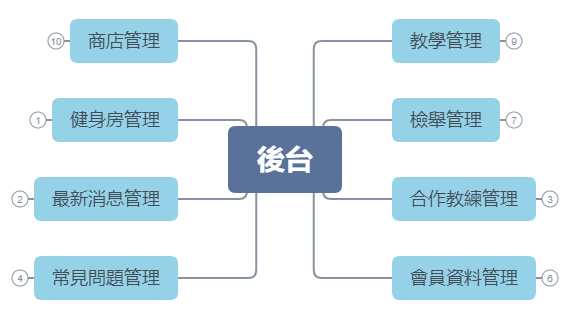 商店管理
10
健身房管理
1
最新消息管理
2
常見問題管理
4
後台
教學管理
9
檢舉管理
7
合作教練管理
3
會員資料管理
6